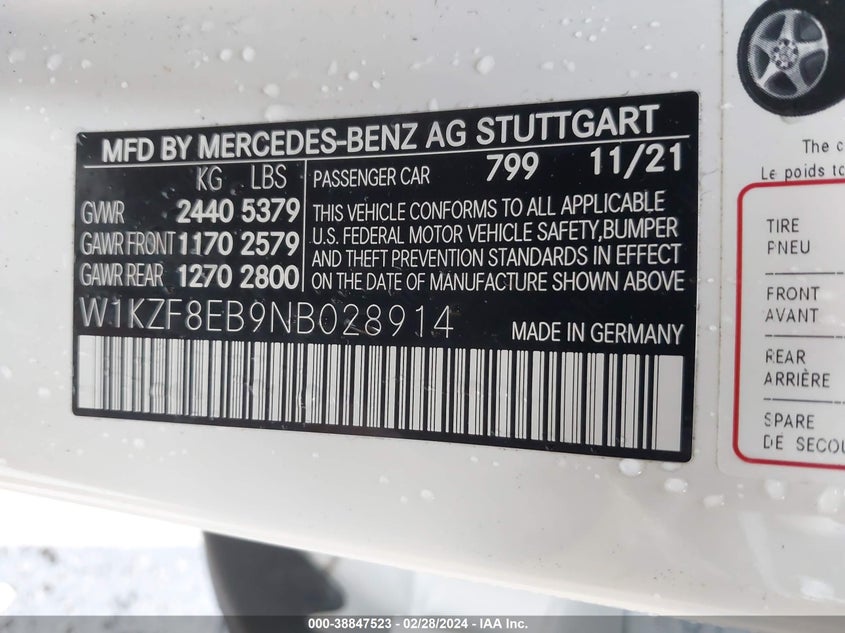 MFD BY MERCEDES-BENZ AG STUTTGART
KG LBS
GVWR 2440 5379
GAWR FRONT 1170 2579
GAWR REAR 1270 2800
PASSENGER CAR 799 11/21
THIS VEHICLE CONFORMS TO ALL APPLICABLE
U.S. FEDERAL MOTOR VEHICLE SAFETY,BUMPER
AND THEFT PREVENTION STANDARDS IN EFFECT
ON THE DATE OF MANUFACTURE SHOWN ABOVE
W1KZF8EB9NB028914
MADE IN GERMANY
The
Le poids
TIRE
PNEU
FRONT
AVANT
REAR
ARRIÈRE
SPARE
DE
000-38847523 - 02/28/2024 - IAA Inc.